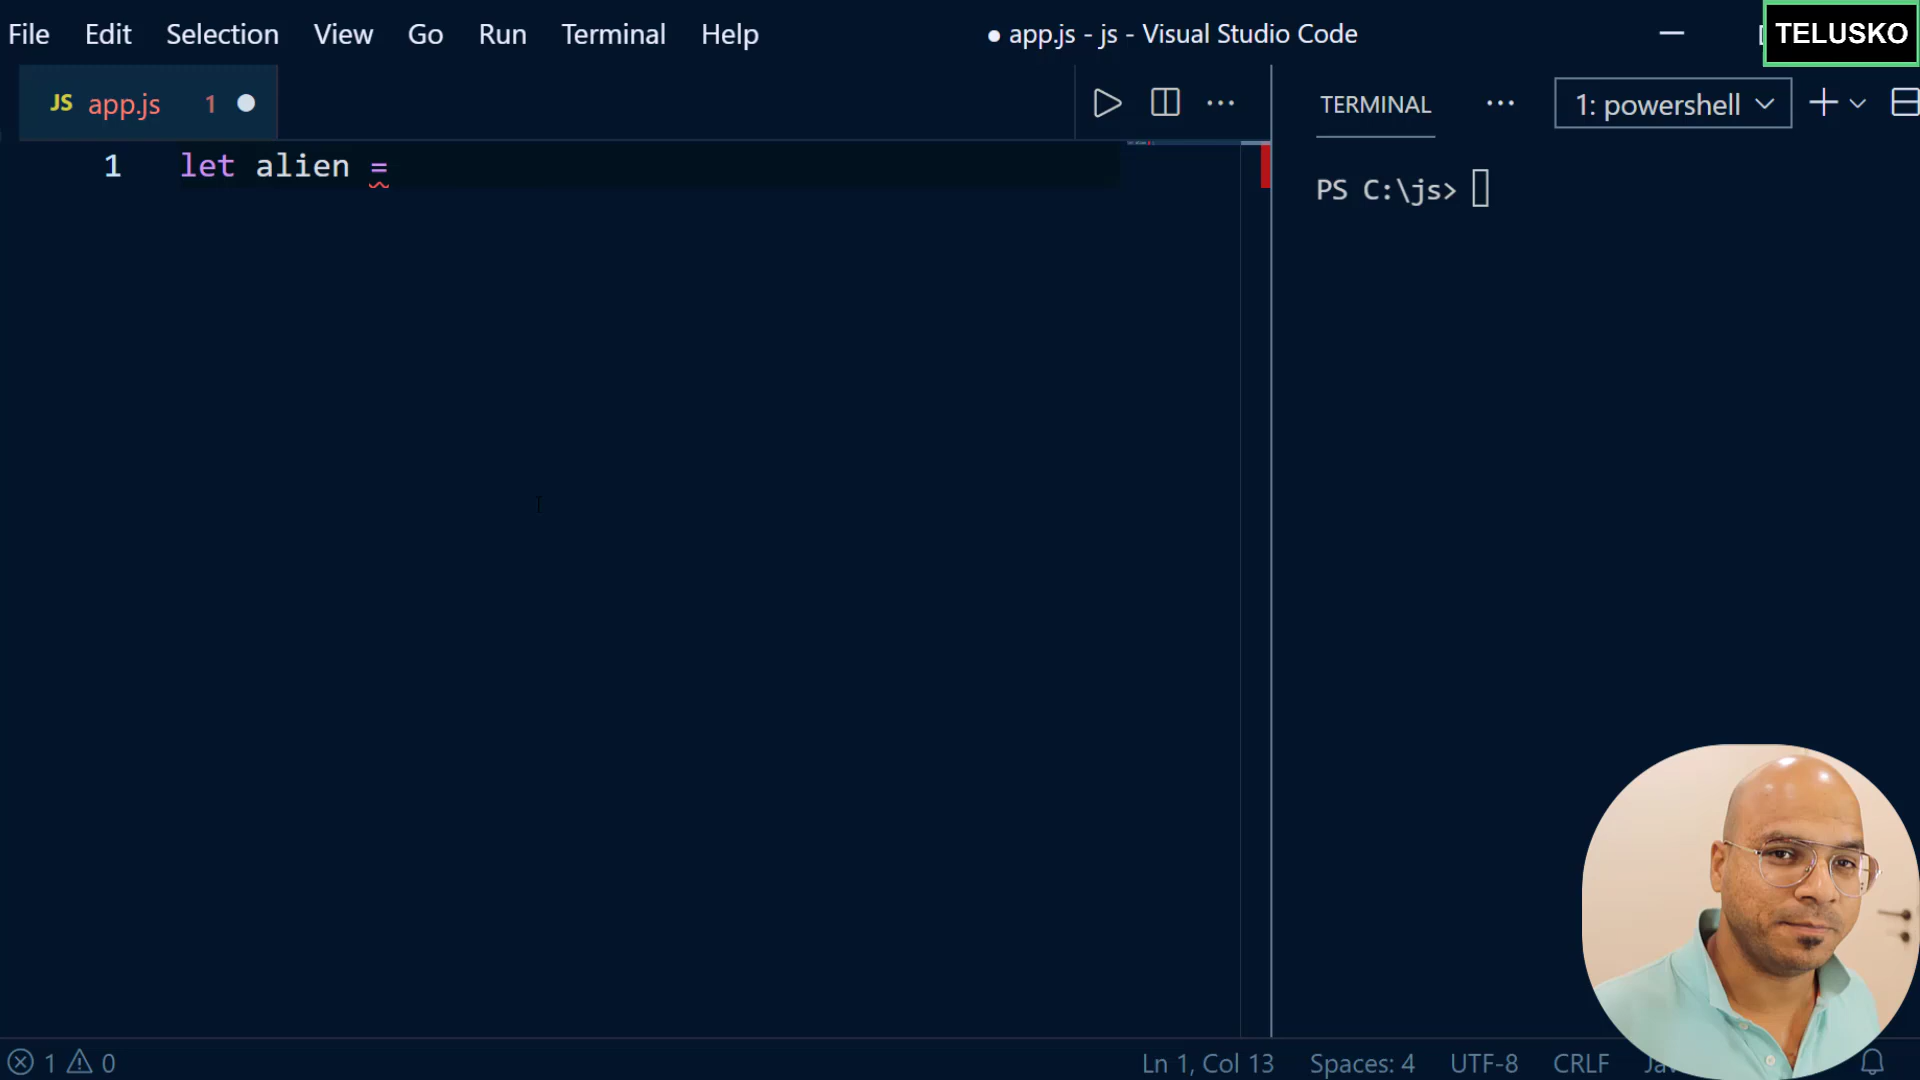 File Edit Selection View Go Run Terminal Help
● app.js - js - Visual Studio Code
TELUSKO
JS app.js 1
TERMINAL
1: powershell
1 let alien =
PS C:\js>
1 0
Ln 1, Col 13 Spaces: 4 UTF-8 CRLF